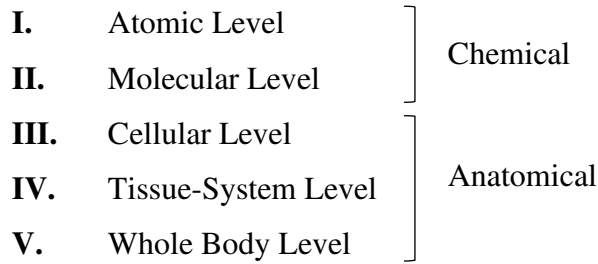 I. Atomic Level
Chemical
II. Molecular Level
III. Cellular Level
IV. Tissue-System Level
Anatomical
V. Whole Body Level